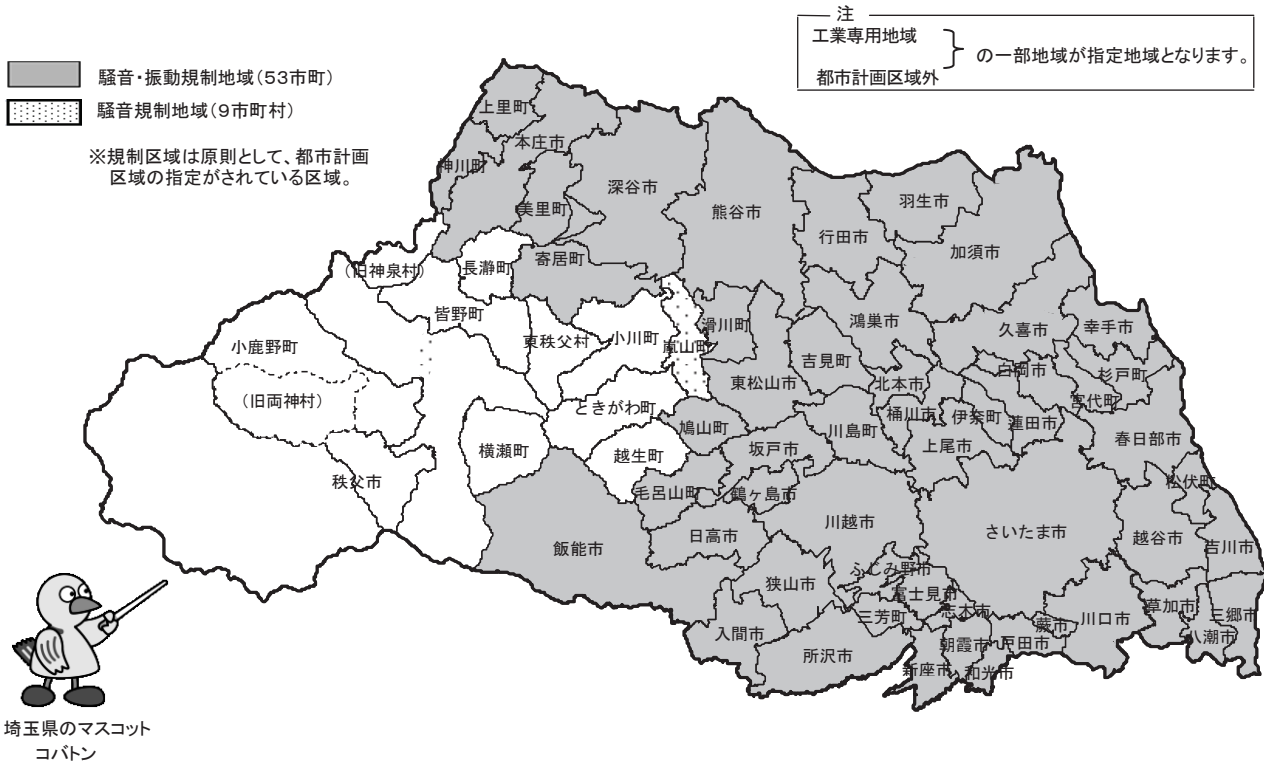 注
工業専用地域
都市計画区域外
の一部地域が指定地域となります。
騒音・振動規制地域(53市町)
騒音規制地域(9市町村)
※規制区域は原則として、都市計画
区域の指定がされている区域。
上里町
本庄市
神川町
美里町
深谷市
熊谷市
行田市
羽生市
加須市
(旧神泉村)
長瀞町
寄居町
皆野町
東秩父村
小川町
嵐山町
滑川町
吉見町
鴻巣市
久喜市
幸手市
小鹿野町
(旧両神村)
東松山市
北本市
白岡市
杉戸町
宮代町
ときがわ町
鳩山町
川島町
桶川市
伊奈町
蓮田市
春日部市
横瀬町
越生町
坂戸市
上尾市
秩父市
毛呂山町
鶴ヶ島市
松伏町
飯能市
日高市
川越市
さいたま市
越谷市
吉川市
狭山市
ふじみ野市
富士見市
三芳町
志木市
入間市
所沢市
新座市
朝霞市
和光市
戸田市
蕨市
川口市
草加市
三郷市
八潮市
埼玉県のマスコット
コバトン